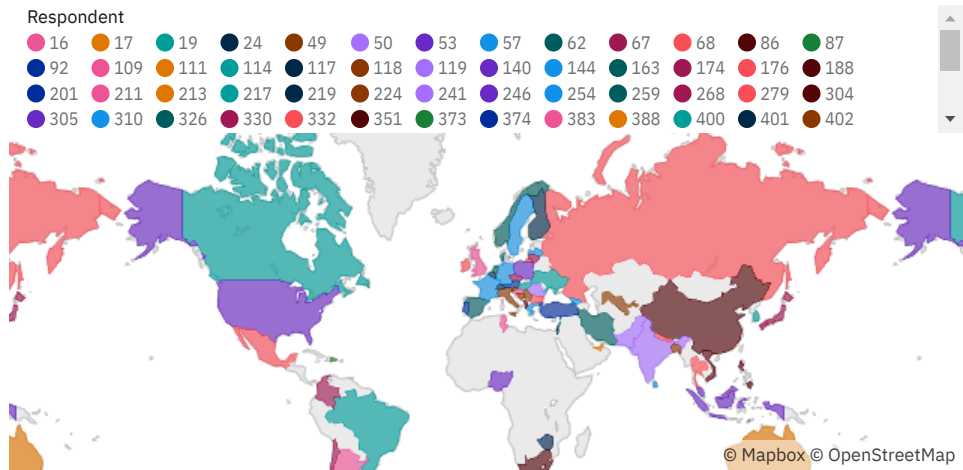 Respondent
16 17 19 24 49 50 53 57 62 67 68 86 87
92 109 111 114 117 118 119 140 144 163 174 176 188
201 211 213 217 219 224 241 246 254 259 268 279 304
305 310 326 330 332 351 373 374 383 388 400 401 402
© Mapbox © OpenStreetMap